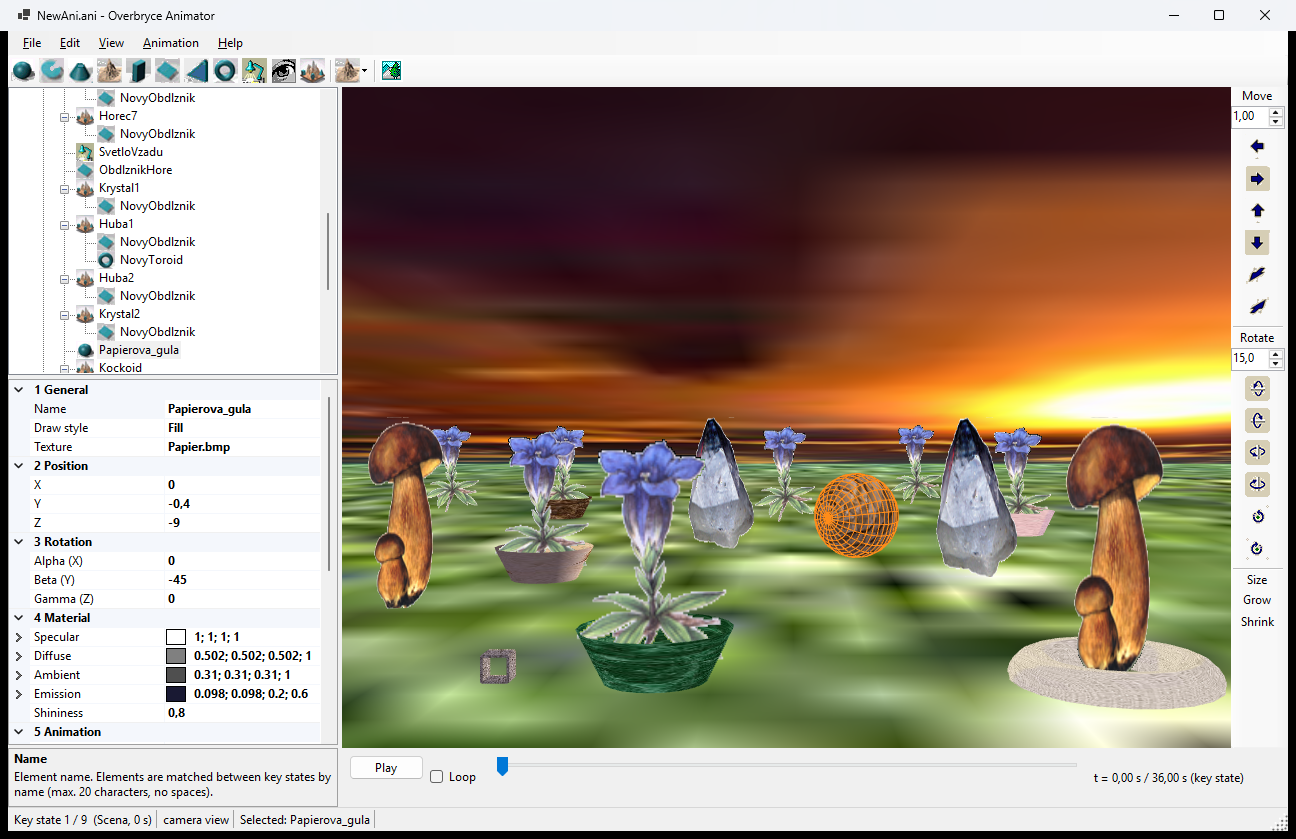 NewAni.ani - Overbryce Animator
File Edit View Animation Help
NovyObdlznik
Horec7
NovyObdlznik
SvetloVzadu
ObdlznikHore
Krystal1
NovyObdlznik
Huba1
NovyObdlznik
NovyToroid
Huba2
NovyObdlznik
Krystal2
NovyObdlznik
Papierova_gula
Kockoid
1 General
Name Papierova_gula
Draw style Fill
Texture Papier.bmp
2 Position
X 0
Y -0,4
Z -9
3 Rotation
Alpha (X) 0
Beta (Y) -45
Gamma (Z) 0
4 Material
Specular 1; 1; 1; 1
Diffuse 0.502; 0.502; 0.502; 1
Ambient 0.31; 0.31; 0.31; 1
Emission 0.098; 0.098; 0.2; 0.6
Shininess 0,8
5 Animation
Name
Element name. Elements are matched between key states by
name (max. 20 characters, no spaces).
Move
1,00
Rotate
15,0
Size
Grow
Shrink
Play Loop t = 0,00 s / 36,00 s (key state)
Key state 1 / 9 (Scena, 0 s) camera view Selected: Papierova_gula